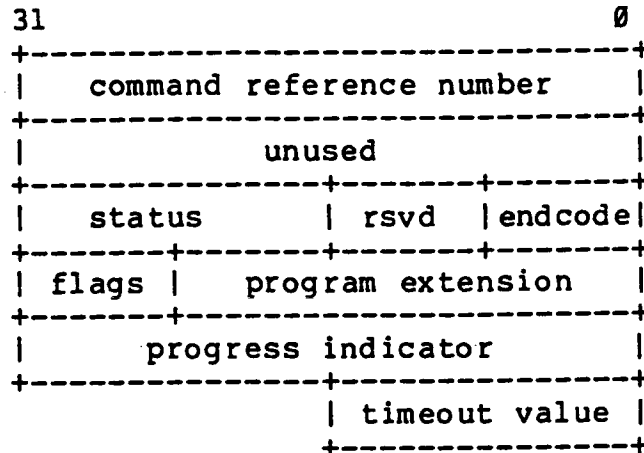 31 0
command reference number
unused
status | rsvd | endcode
flags | program extension
progress indicator
timeout value